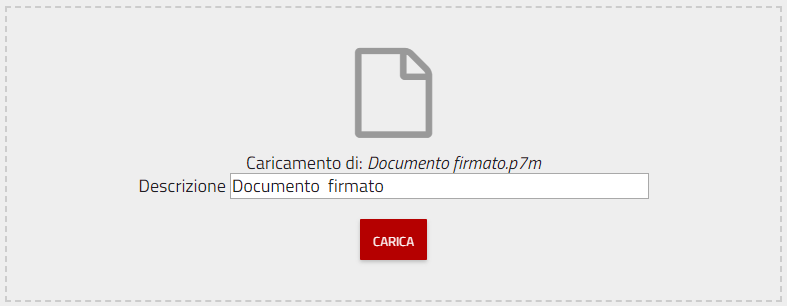 Caricamento di: Documento firmato.p7m
Descrizione Documento  firmato
CARICA